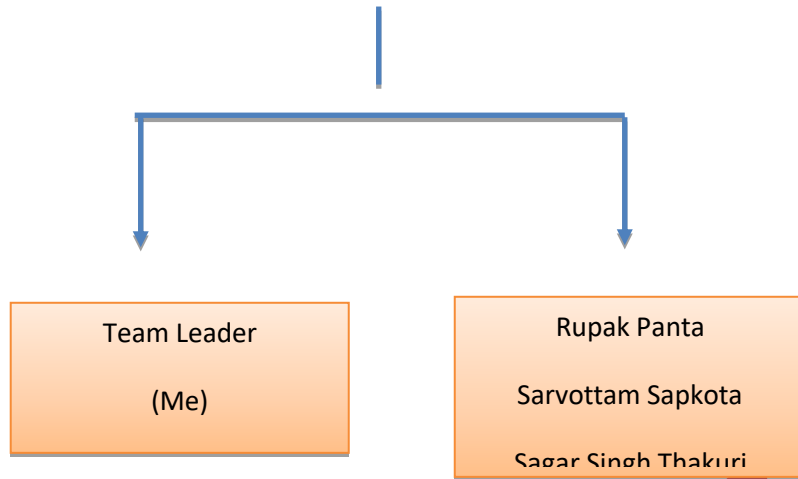 Team Leader
(Me)
Rupak Panta
Sarvottam Sapkota
Sagar Singh Thakuri